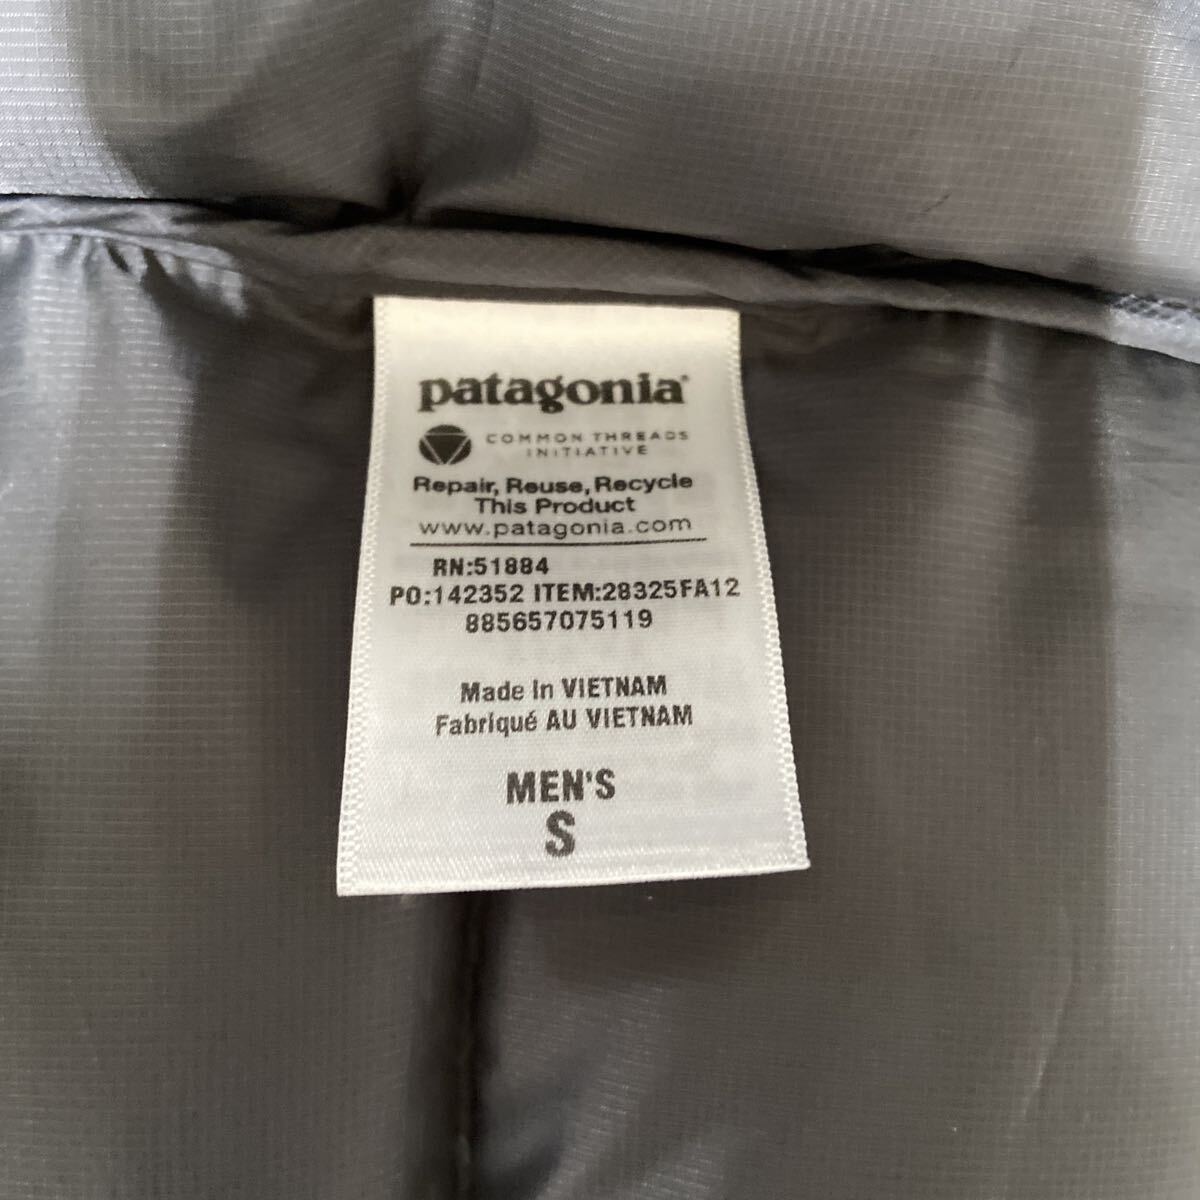 patagonia®
COMMON THREADS
INITIATIVE
Repair, Reuse, Recycle
This Product
www.patagonia.com
RN:51884
PO:142352 ITEM:28325FA12
885657075119
Made in VIETNAM
Fabriqué AU VIETNAM
MEN'S
S